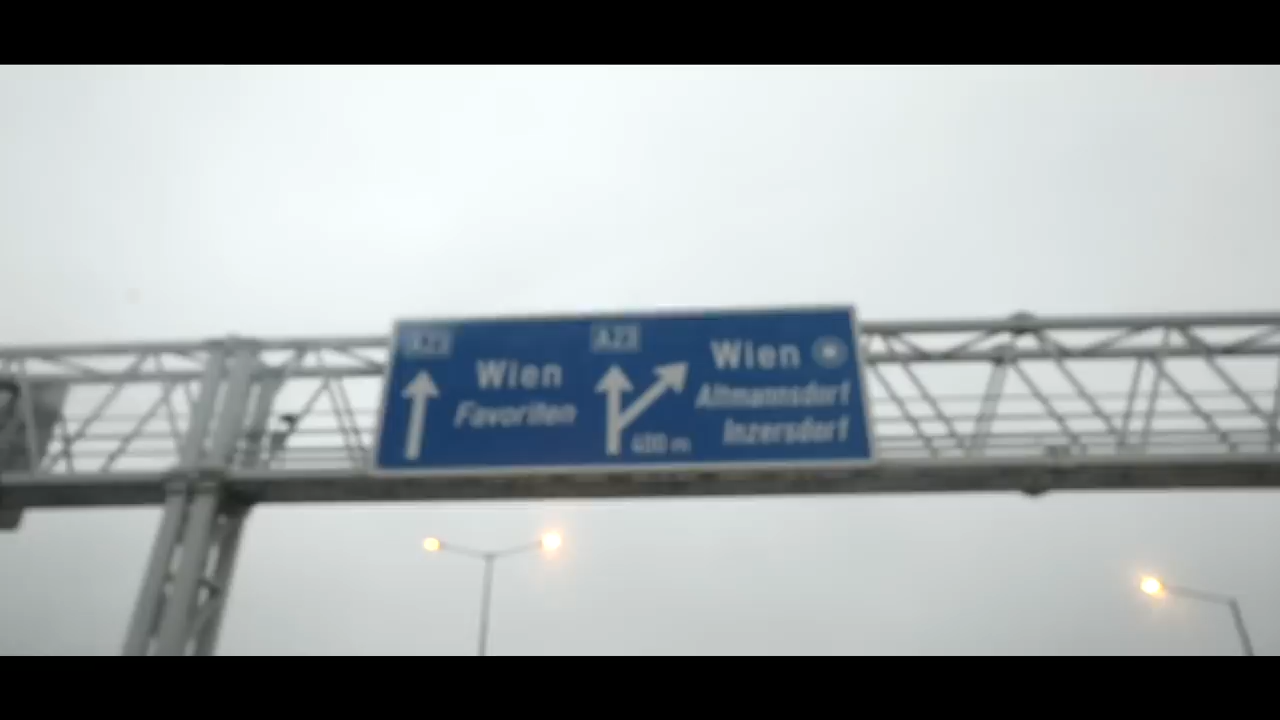 A23
Wien
Favoriten
A23
400 m
Wien
Altmannsdorf
Inzersdorf